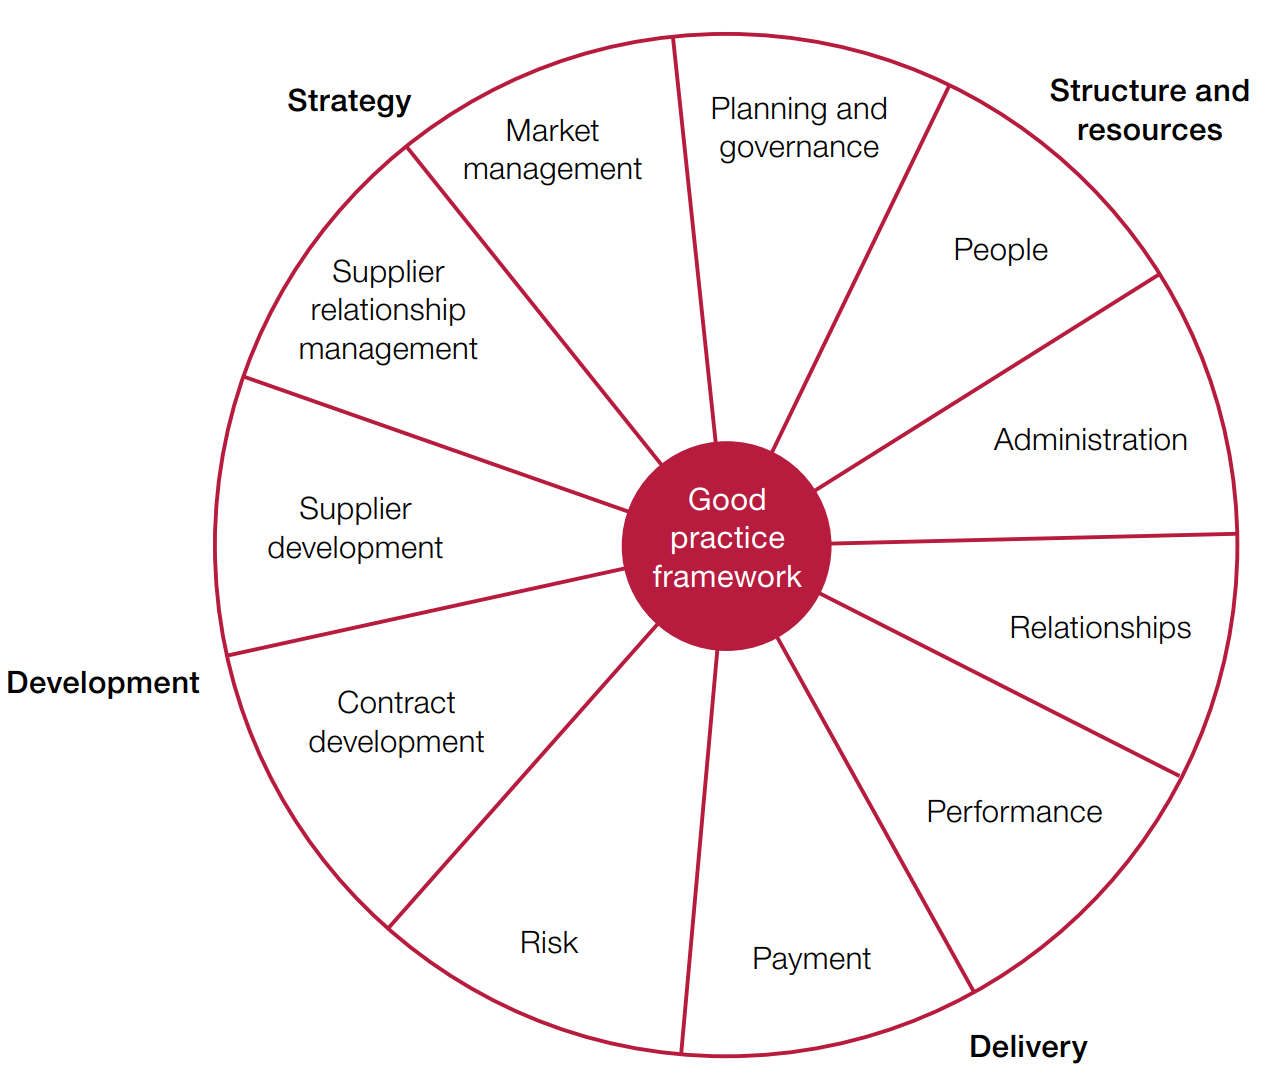 Strategy
Structure and
resources
Market
management
Planning and
governance
People
Supplier
relationship
management
Administration
Good
practice
framework
Supplier
development
Relationships
Development
Contract
development
Performance
Risk
Payment
Delivery